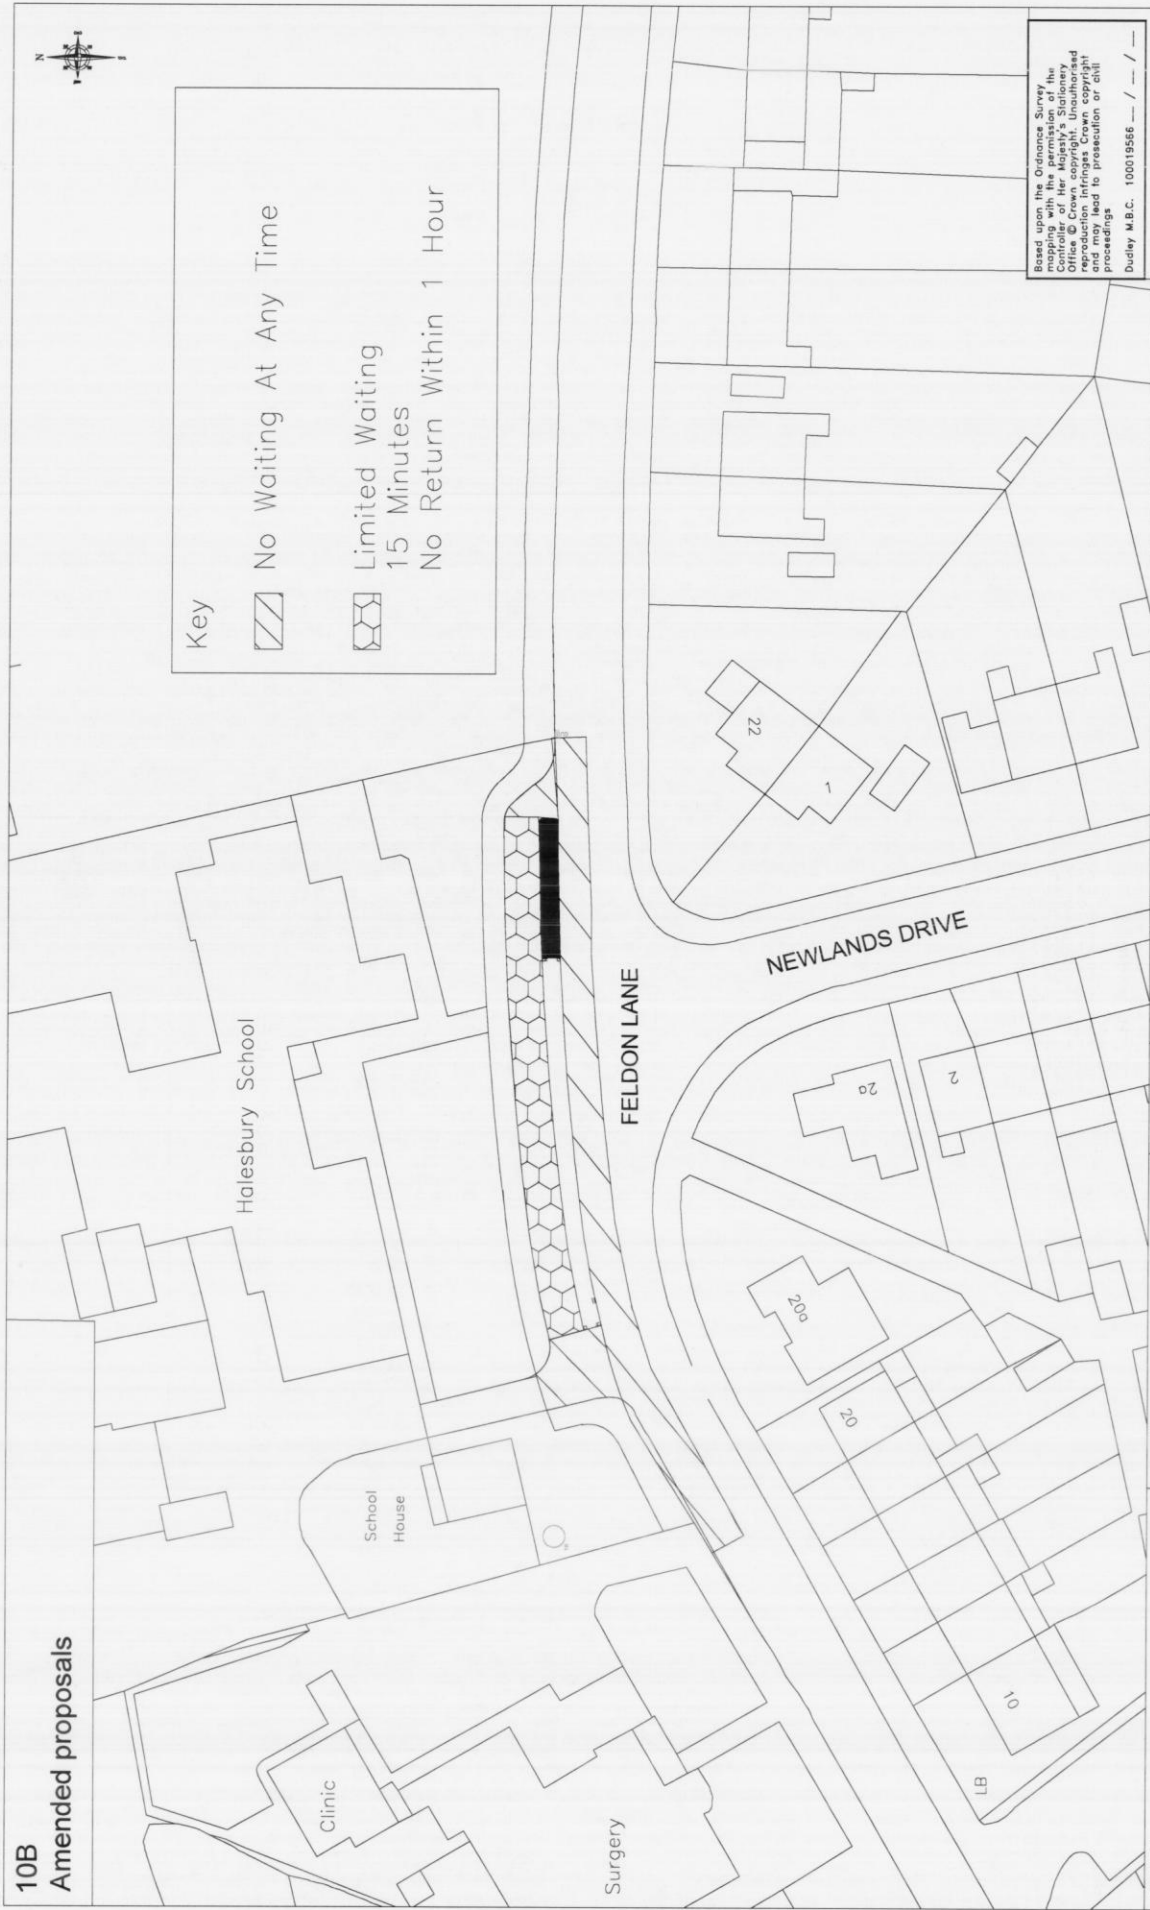 10B
Amended proposals
N
Key
No Waiting At Any Time
Limited Waiting
15 Minutes
No Return Within 1 Hour
Halesbury School
School
House
Clinic
Surgery
FELDON LANE
NEWLANDS DRIVE
22
1
2a
2
20a
20
10
LB
Based upon the Ordnance Survey
mapping with the permission of the
Controller of Her Majesty's Stationery
Office © Crown copyright. Unauthorised
reproduction infringes Crown copyright
and may lead to prosecution or civil
proceedings
Dudley M.B.C. 100019566 __ / __ / __